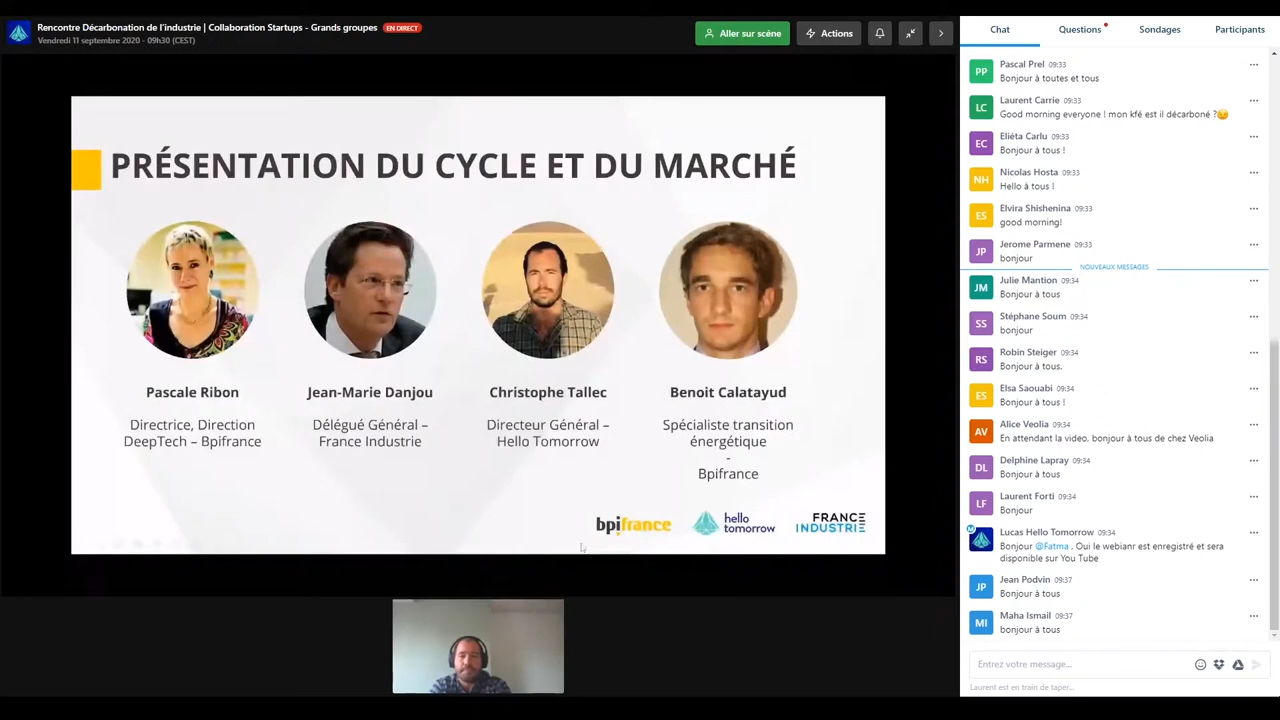 Rencontre Décarbonation de l'industrie | Collaboration Startups - Grands groupes EN DIRECT
Vendredi 11 septembre 2020 - 09h30 (CEST)
Aller sur scène
Actions
PRÉSENTATION DU CYCLE ET DU MARCHÉ
Pascale Ribon
Directrice, Direction
DeepTech – Bpifrance
Jean-Marie Danjou
Délégué Général –
France Industrie
Christophe Tallec
Directeur Général –
Hello Tomorrow
Benoit Calatayud
Spécialiste transition
énergétique
-
Bpifrance
bpifrance
hello
tomorrow
FRANCE
INDUSTRIE
Chat
Questions
Sondages
Participants
PP
Pascal Prel 09:33
Bonjour à toutes et tous
LC
Laurent Carrie 09:33
Good morning everyone ! mon kfé est il décarboné ?😉
EC
Eliéta Carlu 09:33
Bonjour à tous !
NH
Nicolas Hosta 09:33
Hello à tous !
ES
Elvira Shishenina 09:33
good morning!
JP
Jerome Parmene 09:33
bonjour
NOUVEAUX MESSAGES
JM
Julie Mantion 09:34
Bonjour à tous
SS
Stéphane Soum 09:34
bonjour
RS
Robin Steiger 09:34
Bonjour à tous.
ES
Elsa Saouabi 09:34
Bonjour à tous !
AV
Alice Veolia 09:34
En attendant la video, bonjour à tous de chez Veolia
DL
Delphine Lapray 09:34
Bonjour à tous
LF
Laurent Forti 09:34
Bonjour
M
Lucas Hello Tomorrow 09:34
Bonjour @Fatma , Oui le webianr est enregistré et sera
disponible sur You Tube
JP
Jean Podvin 09:37
Bonjour à tous
MI
Maha Ismail 09:37
bonjour à tous
Entrez votre message...
Laurent est en train de taper...